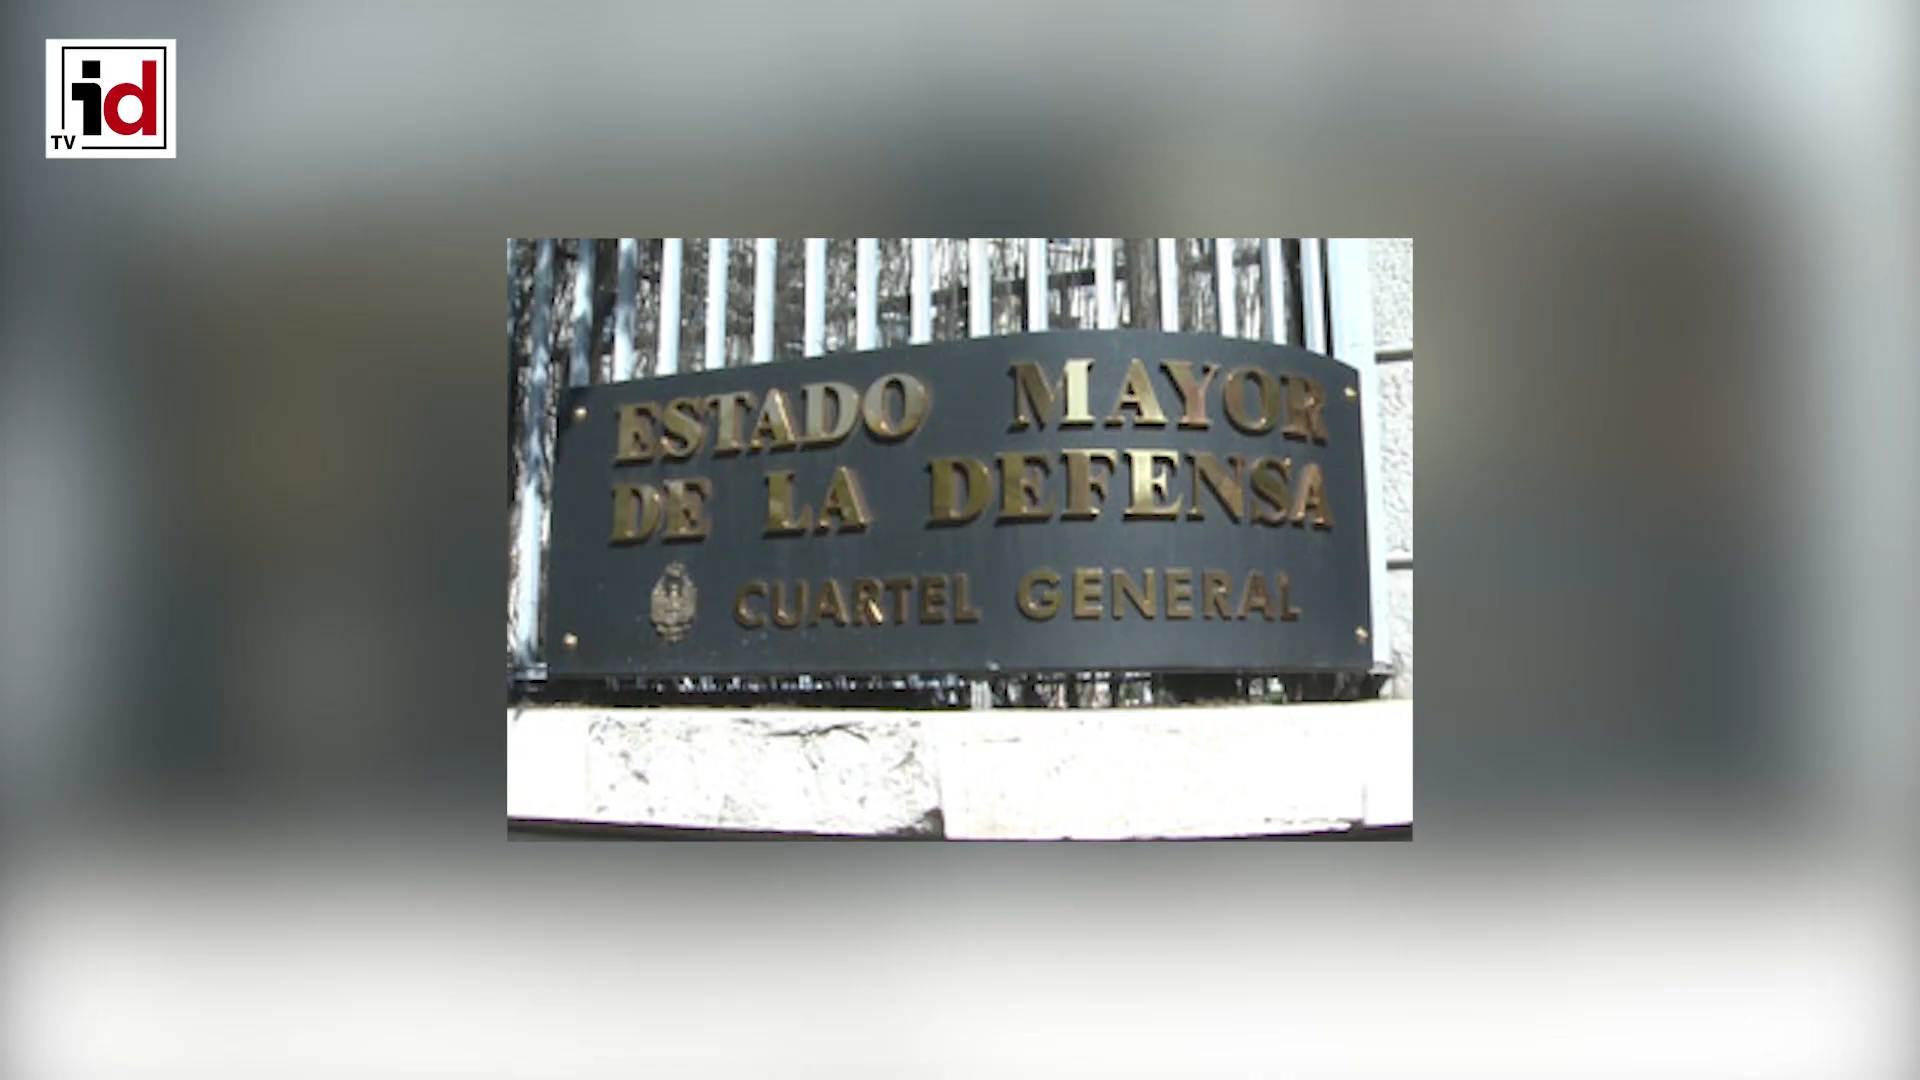 id
TV
ESTADO MAYOR
DE LA DEFENSA
CUARTEL GENERAL